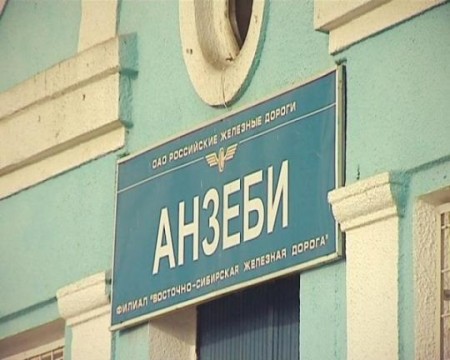 ОАО РОССИЙСКИЕ ЖЕЛЕЗНЫЕ ДОРОГИ
АНЗЕБИ
ФИЛИАЛ "ВОСТОЧНО-СИБИРСКАЯ ЖЕЛЕЗНАЯ ДОРОГА"